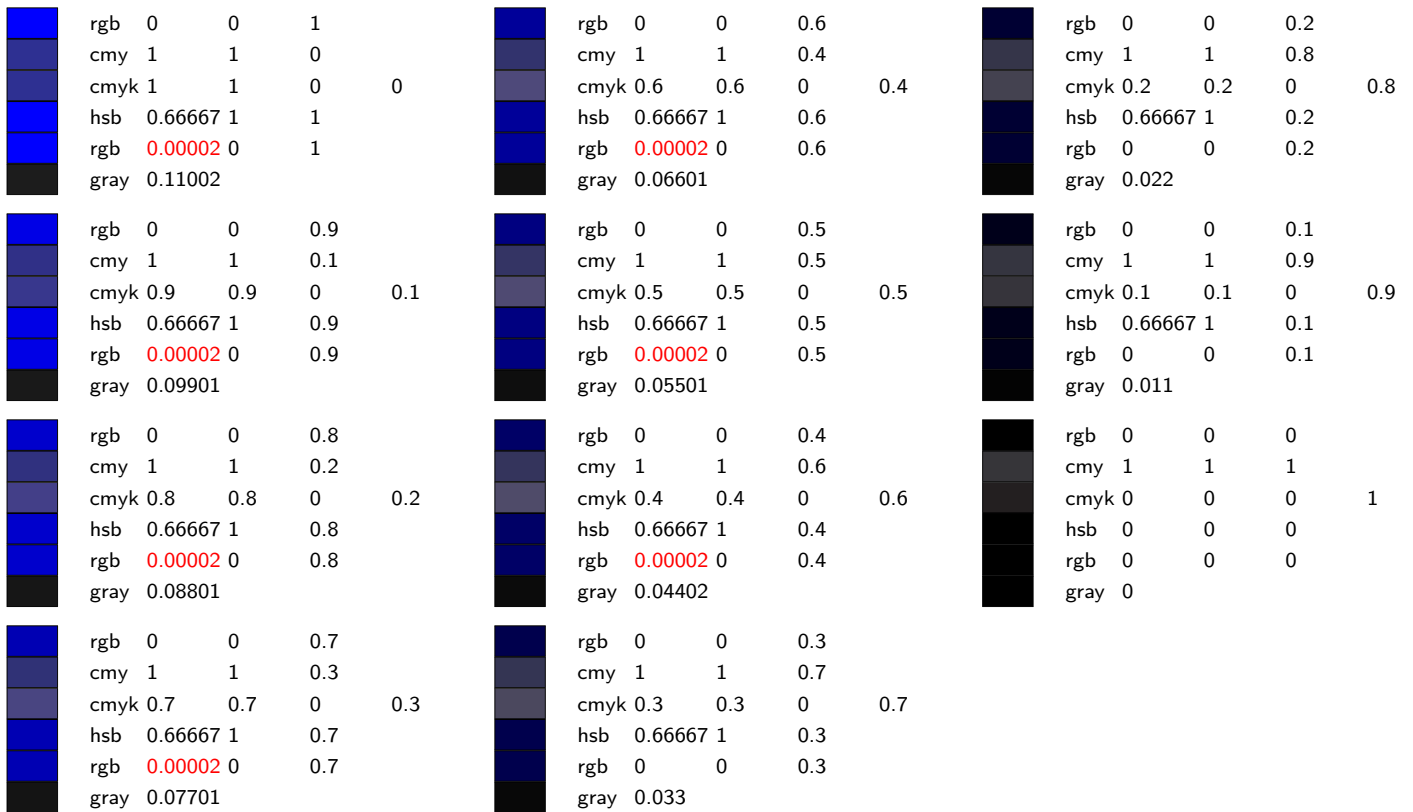 rgb 0 0 1
cmy 1 1 0
cmyk 1 1 0 0
hsb 0.66667 1 1
rgb 0.00002 0 1
gray 0.11002
rgb 0 0 0.9
cmy 1 1 0.1
cmyk 0.9 0.9 0 0.1
hsb 0.66667 1 0.9
rgb 0.00002 0 0.9
gray 0.09901
rgb 0 0 0.8
cmy 1 1 0.2
cmyk 0.8 0.8 0 0.2
hsb 0.66667 1 0.8
rgb 0.00002 0 0.8
gray 0.08801
rgb 0 0 0.7
cmy 1 1 0.3
cmyk 0.7 0.7 0 0.3
hsb 0.66667 1 0.7
rgb 0.00002 0 0.7
gray 0.07701
rgb 0 0 0.6
cmy 1 1 0.4
cmyk 0.6 0.6 0 0.4
hsb 0.66667 1 0.6
rgb 0.00002 0 0.6
gray 0.06601
rgb 0 0 0.5
cmy 1 1 0.5
cmyk 0.5 0.5 0 0.5
hsb 0.66667 1 0.5
rgb 0.00002 0 0.5
gray 0.05501
rgb 0 0 0.4
cmy 1 1 0.6
cmyk 0.4 0.4 0 0.6
hsb 0.66667 1 0.4
rgb 0.00002 0 0.4
gray 0.04402
rgb 0 0 0.3
cmy 1 1 0.7
cmyk 0.3 0.3 0 0.7
hsb 0.66667 1 0.3
rgb 0 0 0.3
gray 0.033
rgb 0 0 0.2
cmy 1 1 0.8
cmyk 0.2 0.2 0 0.8
hsb 0.66667 1 0.2
rgb 0 0 0.2
gray 0.022
rgb 0 0 0.1
cmy 1 1 0.9
cmyk 0.1 0.1 0 0.9
hsb 0.66667 1 0.1
rgb 0 0 0.1
gray 0.011
rgb 0 0 0
cmy 1 1 1
cmyk 0 0 0 1
hsb 0 0 0
rgb 0 0 0
gray 0